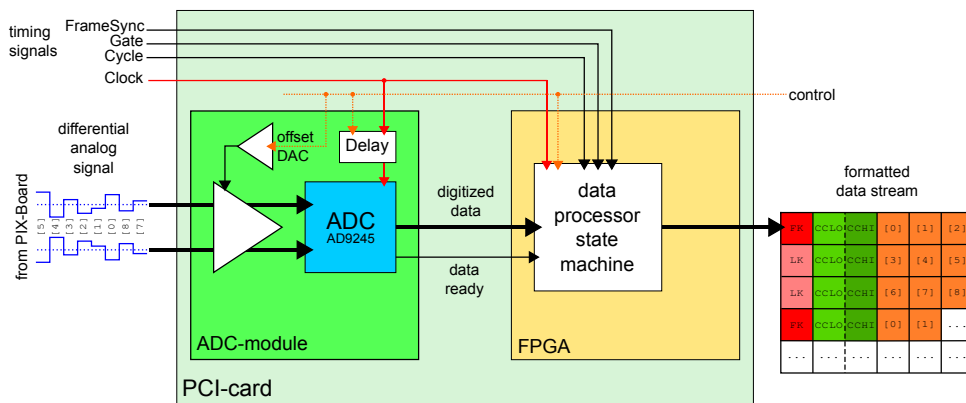 timing
signals
FrameSync
Gate
Cycle
Clock
control
differential
analog
signal
from PIX-Board
[5] [4] [3] [2] [1] [0] [8] [7]
offset
DAC
Delay
ADC
AD9245
ADC-module
digitized
data
data
ready
data
processor
state
machine
FPGA
PCI-card
formatted
data stream
FK CCLO CCHI [0] [1] [2]
LK CCLO CCHI [3] [4] [5]
LK CCLO CCHI [6] [7] [8]
FK CCLO CCHI [0] [1] ...
... ... ... ... ... ...